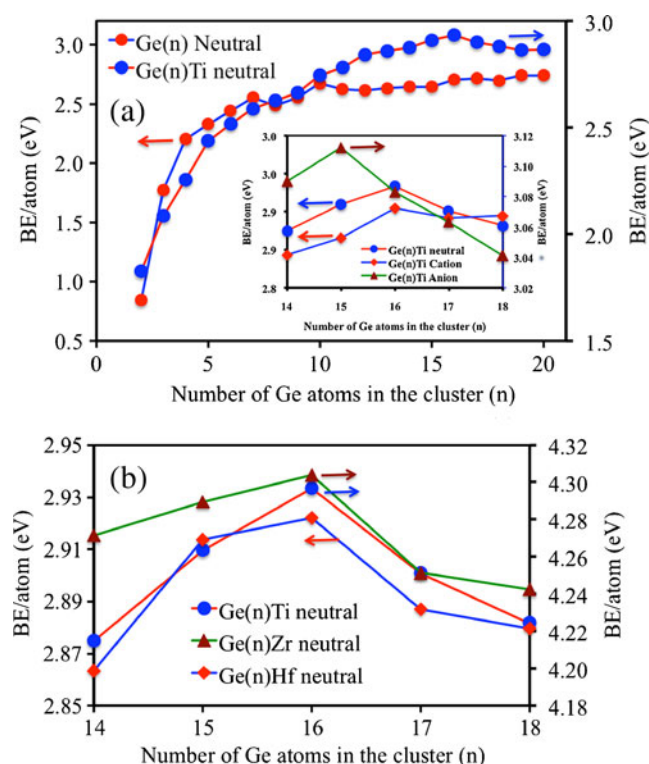 (a)
Ge(n) Neutral
Ge(n)Ti neutral
BE/atom (eV)
3.0
2.5
2.0
1.5
1.0
0.5
3.0
2.5
2.0
1.5
BE/atom (eV)
0 5 10 15 20
Number of Ge atoms in the cluster (n)
BE/atom (eV)
3.0
3.0
2.9
2.9
2.8
3.12
3.10
3.08
3.06
3.04
3.02
BE/atom (eV)
Ge(n)Ti neutral
Ge(n)Ti Cation
Ge(n)Ti Anion
14 15 16 17 18
Number of Ge atoms in the cluster (n)
(b)
BE/atom (eV)
2.95
2.93
2.91
2.89
2.87
2.85
4.32
4.30
4.28
4.26
4.24
4.22
4.20
4.18
BE/atom (eV)
Ge(n)Ti neutral
Ge(n)Zr neutral
Ge(n)Hf neutral
14 15 16 17 18
Number of Ge atoms in the cluster (n)